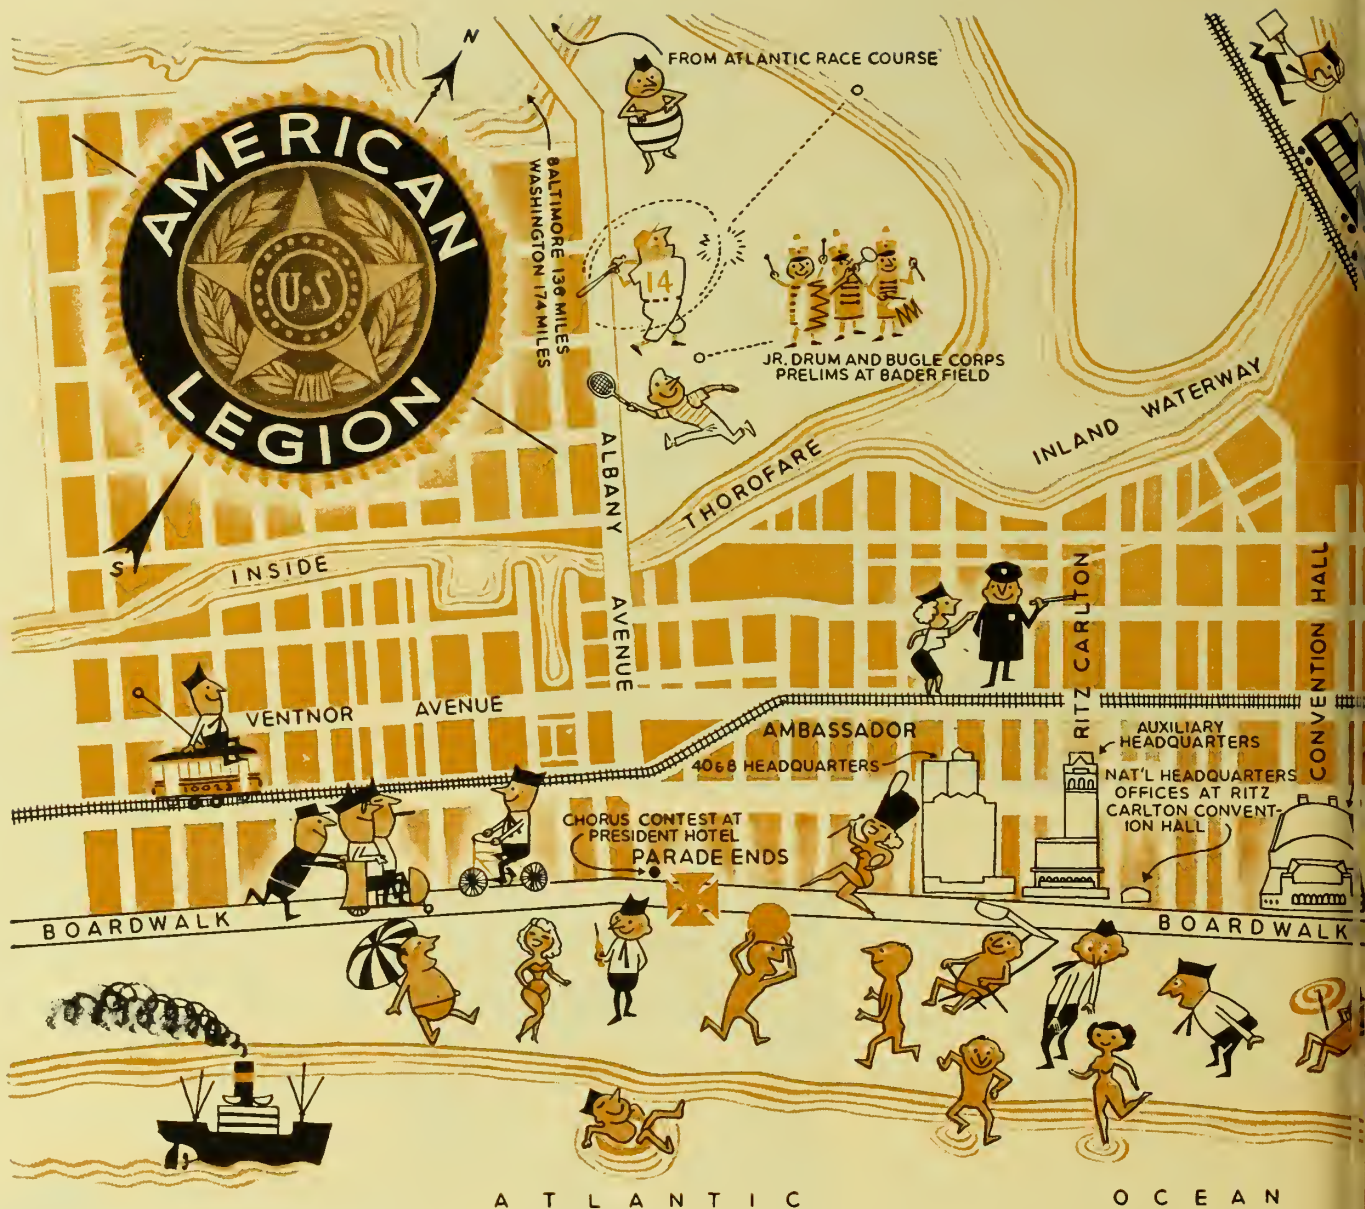 N
FROM ATLANTIC RACE COURSE
AMERICAN
U·S
LEGION
S
BALTIMORE 136 MILES
WASHINGTON 174 MILES
14
JR. DRUM AND BUGLE CORPS
PRELIMS AT BADER FIELD
ALBANY
AVENUE
INSIDE
THOROFARE
INLAND WATERWAY
VENTNOR AVENUE
10023
RITZ CARLTON
CONVENTION HALL
AMBASSADOR
40&8 HEADQUARTERS
AUXILIARY
HEADQUARTERS
NAT'L HEADQUARTERS
OFFICES AT RITZ
CARLTON CONVENT-
ION HALL
CHORUS CONTEST AT
PRESIDENT HOTEL
PARADE ENDS
BOARDWALK
BOARDWALK
ATLANTIC OCEAN